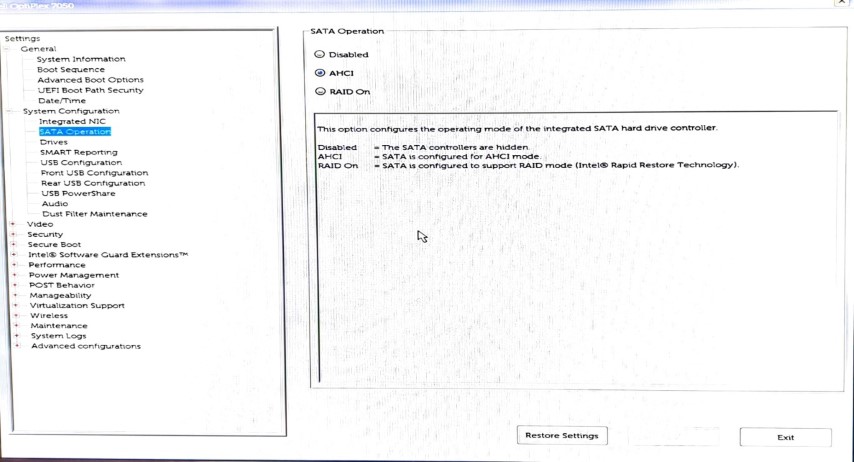 OptiPlex 7050
Settings
General
System Information
Boot Sequence
Advanced Boot Options
UEFI Boot Path Security
Date/Time
System Configuration
Integrated NIC
SATA Operation
Drives
SMART Reporting
USB Configuration
Front USB Configuration
Rear USB Configuration
USB PowerShare
Audio
Dust Filter Maintenance
Video
Security
Secure Boot
Intel® Software Guard Extensions™
Performance
Power Management
POST Behavior
Manageability
Virtualization Support
Wireless
Maintenance
System Logs
Advanced configurations
SATA Operation
Disabled
AHCI
RAID On
This option configures the operating mode of the integrated SATA hard drive controller.
Disabled = The SATA controllers are hidden.
AHCI = SATA is configured for AHCI mode.
RAID On = SATA is configured to support RAID mode (Intel® Rapid Restore Technology).
Restore Settings
Exit